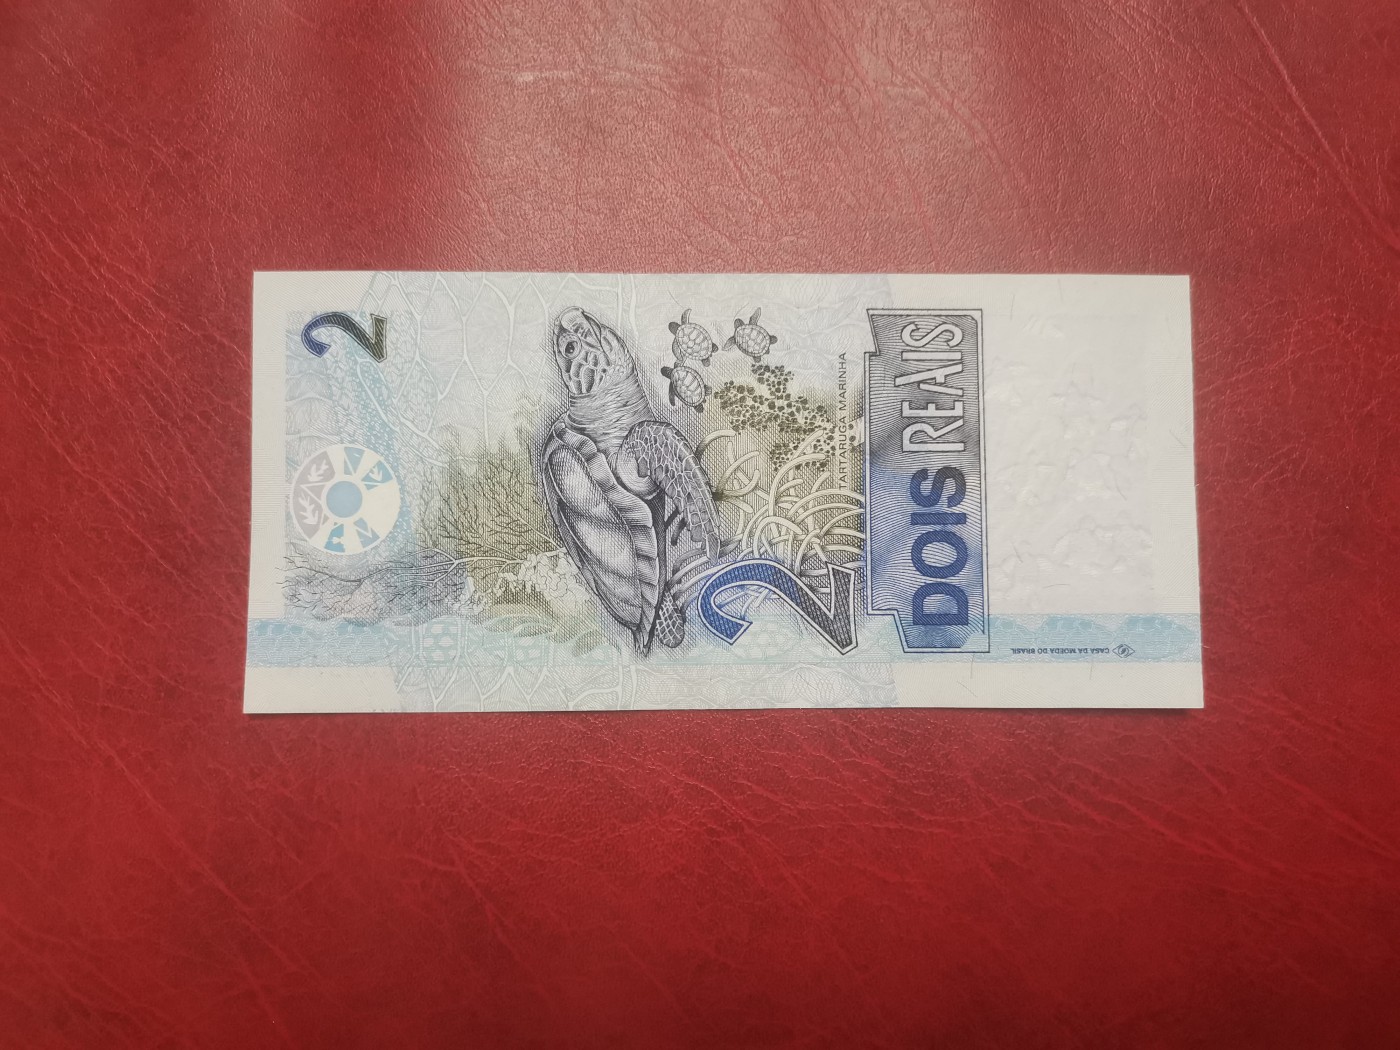 2
TARTARUGA MARINHA
2
DOIS REAIS
CASA DA MOEDA DO BRASIL